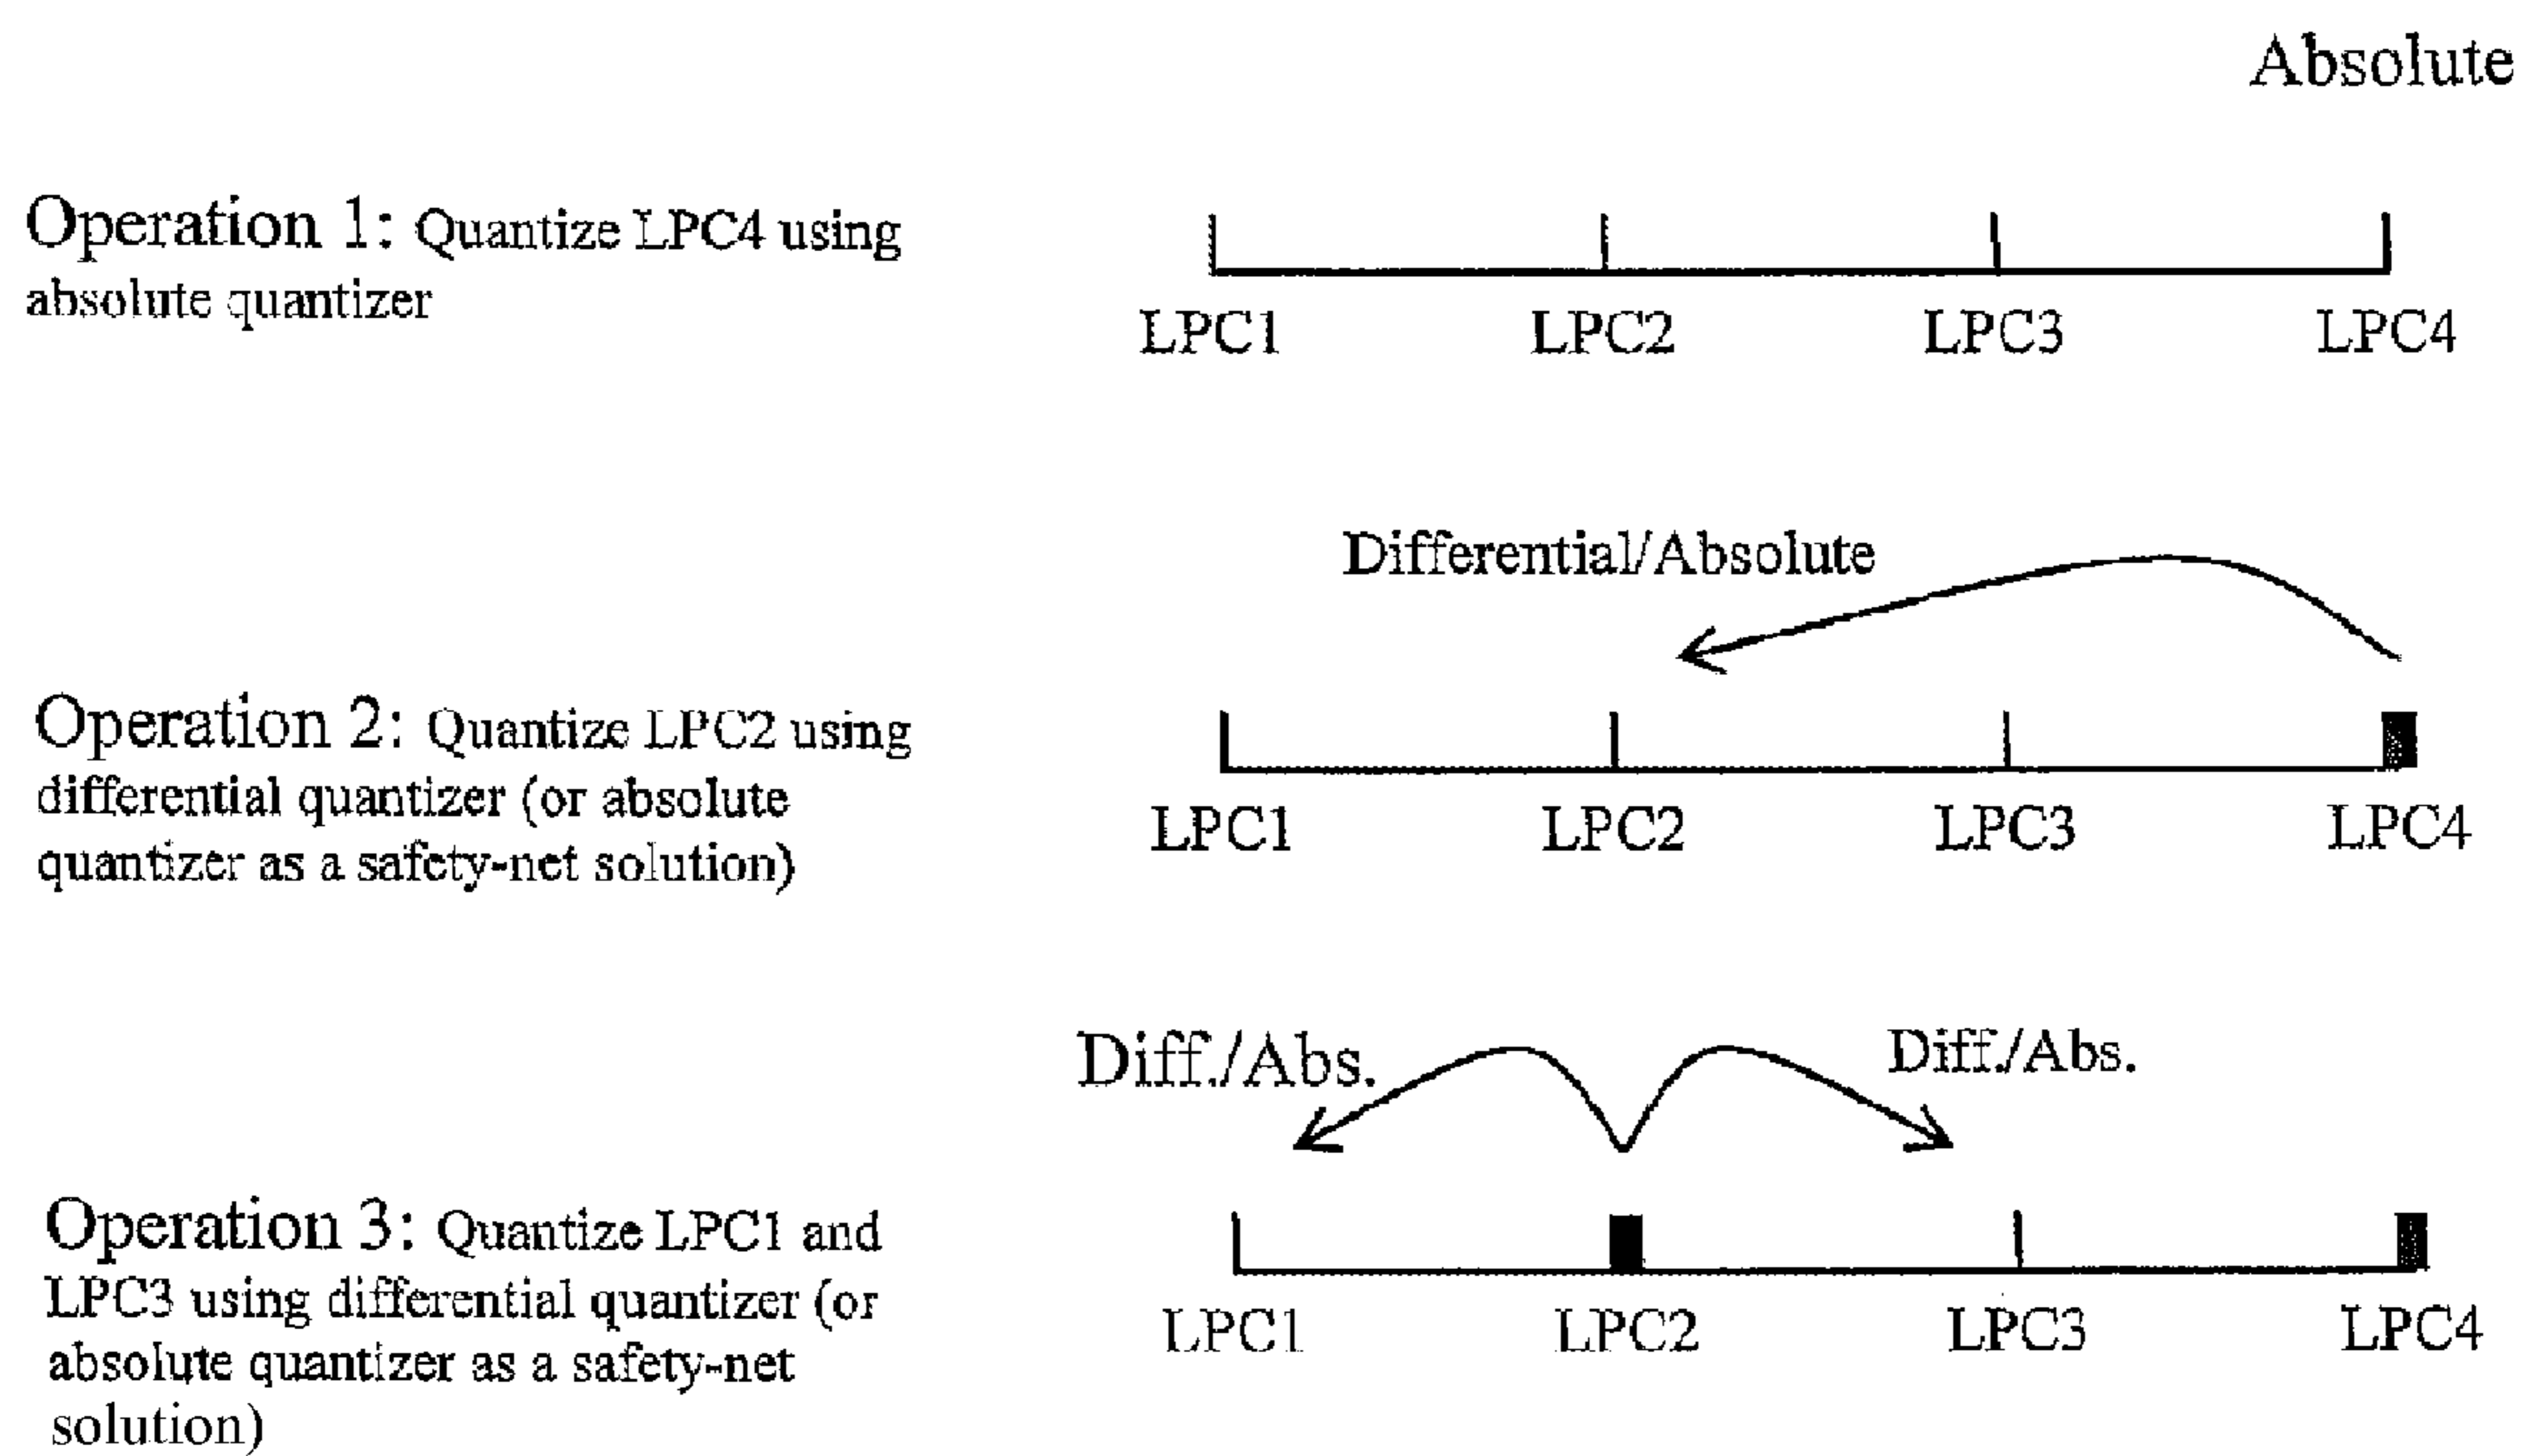 Absolute
Operation 1: Quantize LPC4 using
absolute quantizer
LPC1 LPC2 LPC3 LPC4
Differential/Absolute
Operation 2: Quantize LPC2 using
differential quantizer (or absolute
quantizer as a safety-net solution)
LPC1 LPC2 LPC3 LPC4
Diff./Abs. Diff./Abs.
Operation 3: Quantize LPC1 and
LPC3 using differential quantizer (or
absolute quantizer as a safety-net
solution)
LPC1 LPC2 LPC3 LPC4